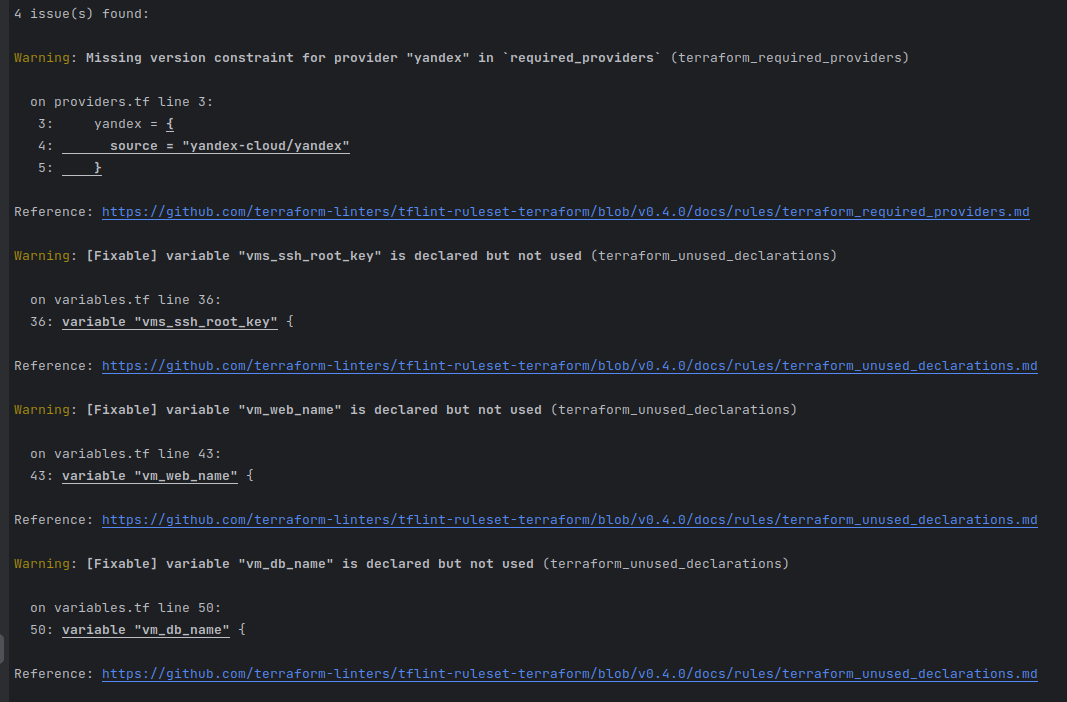 4 issue(s) found:
Warning: Missing version constraint for provider "yandex" in `required_providers` (terraform_required_providers)
on providers.tf line 3:
3: yandex = {
4: source = "yandex-cloud/yandex"
5: }
Reference: https://github.com/terraform-linters/tflint-ruleset-terraform/blob/v0.4.0/docs/rules/terraform_required_providers.md
Warning: [Fixable] variable "vms_ssh_root_key" is declared but not used (terraform_unused_declarations)
on variables.tf line 36:
36: variable "vms_ssh_root_key" {
Reference: https://github.com/terraform-linters/tflint-ruleset-terraform/blob/v0.4.0/docs/rules/terraform_unused_declarations.md
Warning: [Fixable] variable "vm_web_name" is declared but not used (terraform_unused_declarations)
on variables.tf line 43:
43: variable "vm_web_name" {
Reference: https://github.com/terraform-linters/tflint-ruleset-terraform/blob/v0.4.0/docs/rules/terraform_unused_declarations.md
Warning: [Fixable] variable "vm_db_name" is declared but not used (terraform_unused_declarations)
on variables.tf line 50:
50: variable "vm_db_name" {
Reference: https://github.com/terraform-linters/tflint-ruleset-terraform/blob/v0.4.0/docs/rules/terraform_unused_declarations.md